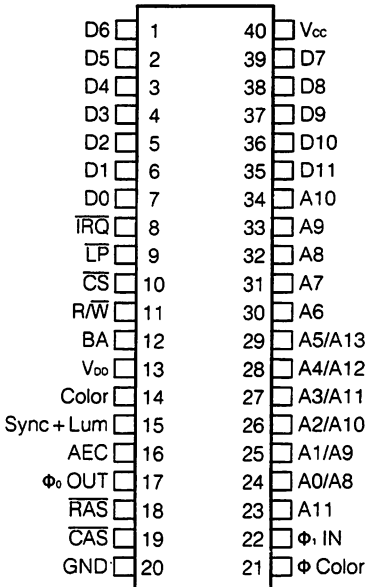 D6 1 40 Vcc
D5 2 39 D7
D4 3 38 D8
D3 4 37 D9
D2 5 36 D10
D1 6 35 D11
D0 7 34 A10
IRQ 8 33 A9
LP 9 32 A8
CS 10 31 A7
R/W 11 30 A6
BA 12 29 A5/A13
VDD 13 28 A4/A12
Color 14 27 A3/A11
Sync + Lum 15 26 A2/A10
AEC 16 25 A1/A9
Φ₀ OUT 17 24 A0/A8
RAS 18 23 A11
CAS 19 22 Φ₁ IN
GND 20 21 Φ Color